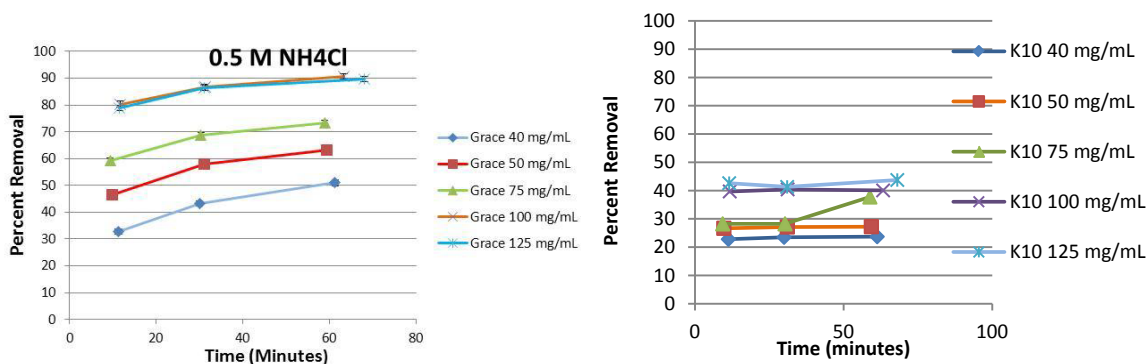 0.5 M NH4Cl
Percent Removal
100
90
80
70
60
50
40
30
20
10
0
0
20
40
60
80
Time (Minutes)
Grace 40 mg/mL
Grace 50 mg/mL
Grace 75 mg/mL
Grace 100 mg/mL
Grace 125 mg/mL
Percent Removal
100
90
80
70
60
50
40
30
20
10
0
0
50
100
Time (minutes)
K10 40 mg/mL
K10 50 mg/mL
K10 75 mg/mL
K10 100 mg/mL
K10 125 mg/mL